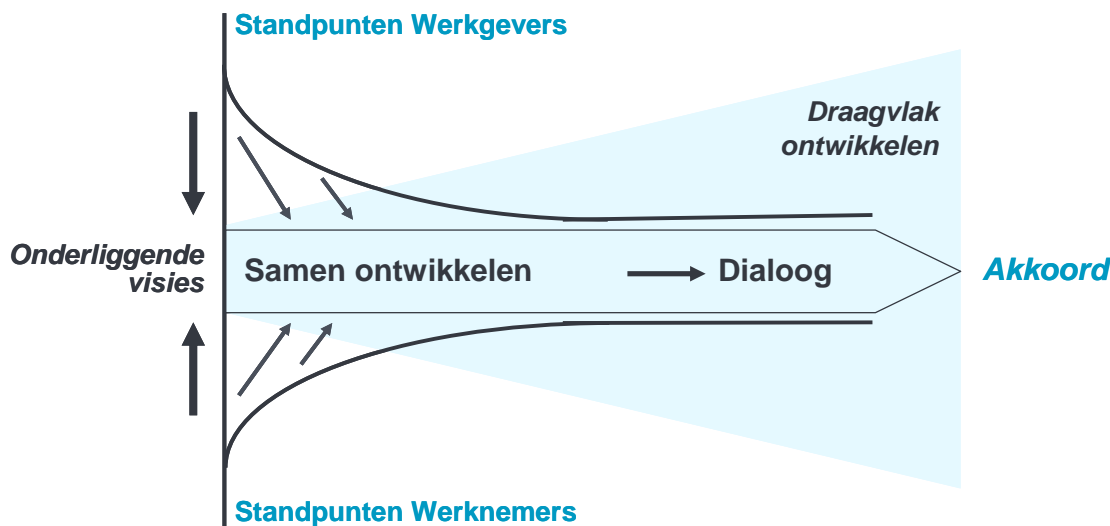 Standpunten Werkgevers
Draagvlak
ontwikkelen
Onderliggende
visies
Samen ontwikkelen
Dialoog
Akkoord
Standpunten Werknemers